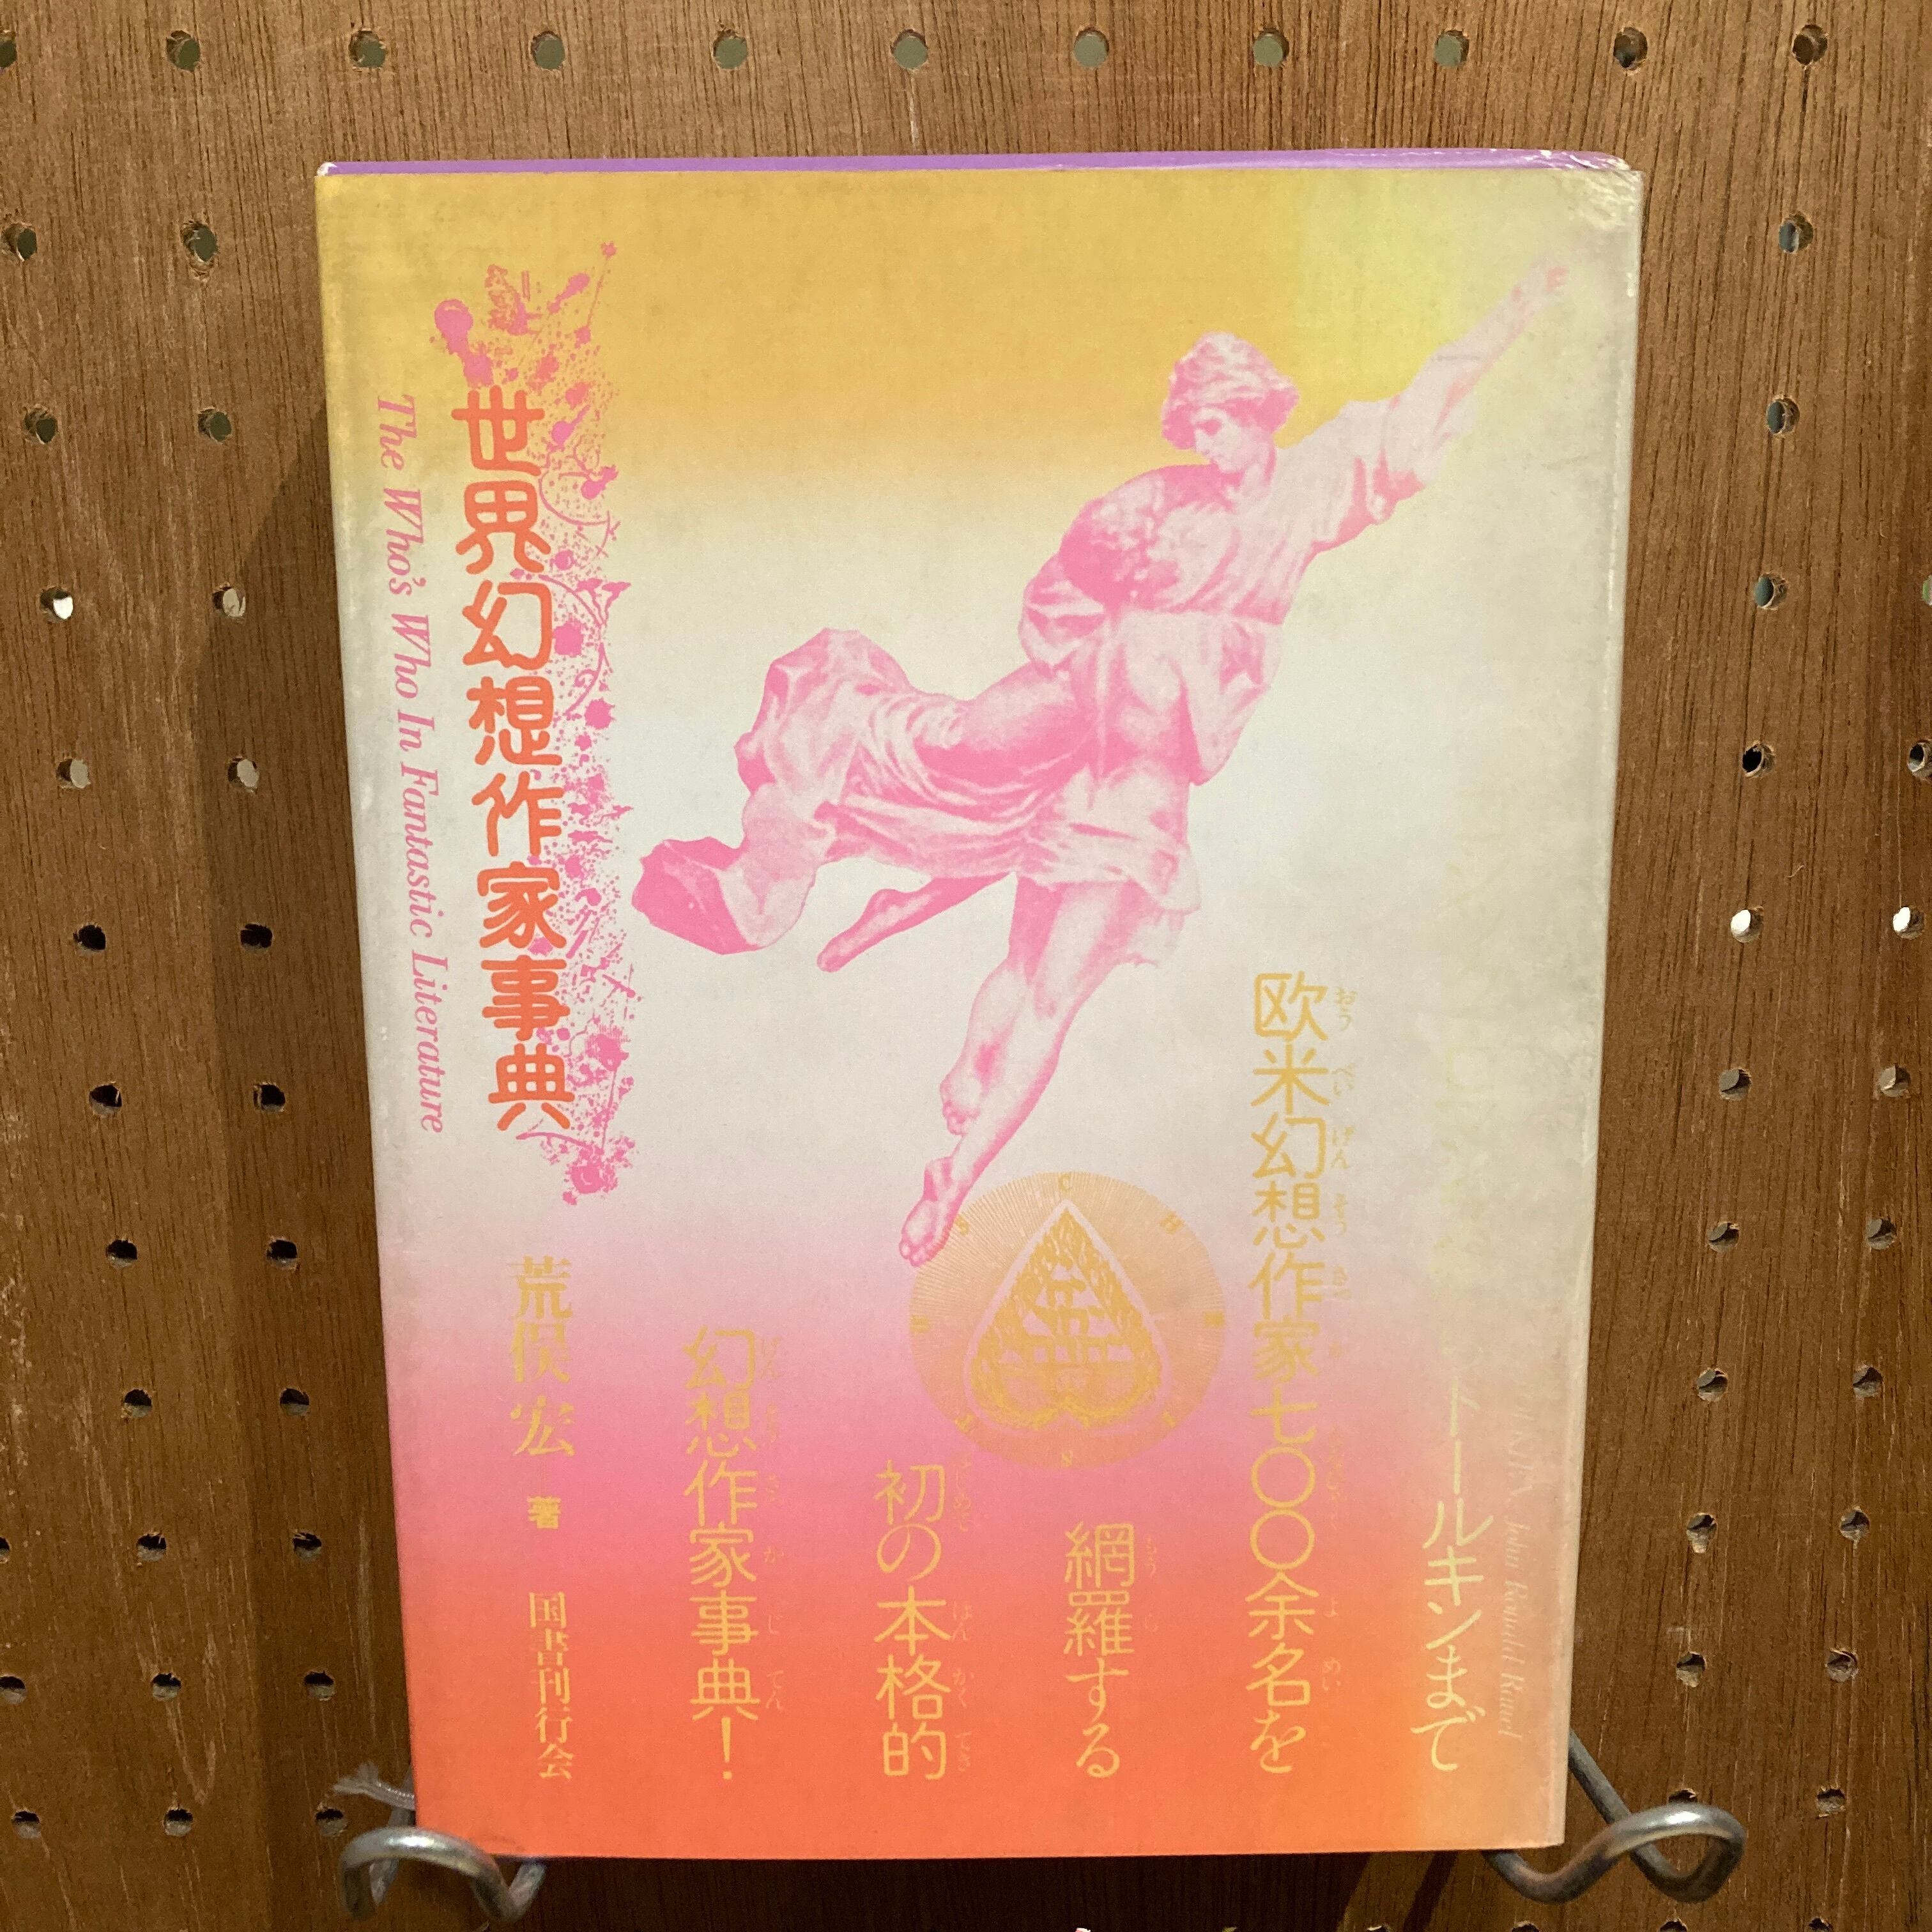 世界幻想作家事典
The Who's Who In Fantastic Literature
荒俣宏 著
国書刊行会
トールキンまで
John Ronald Ruuel
欧米幻想作家七〇〇余名を
網羅する
初の本格的
幻想作家事典！